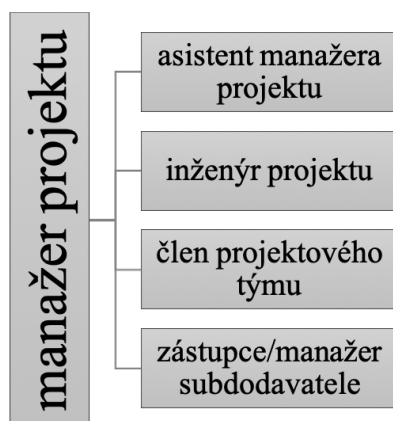 manažer projektu
asistent manažera
projektu
inženýr projektu
člen projektového
týmu
zástupce/manažer
subdodavatele